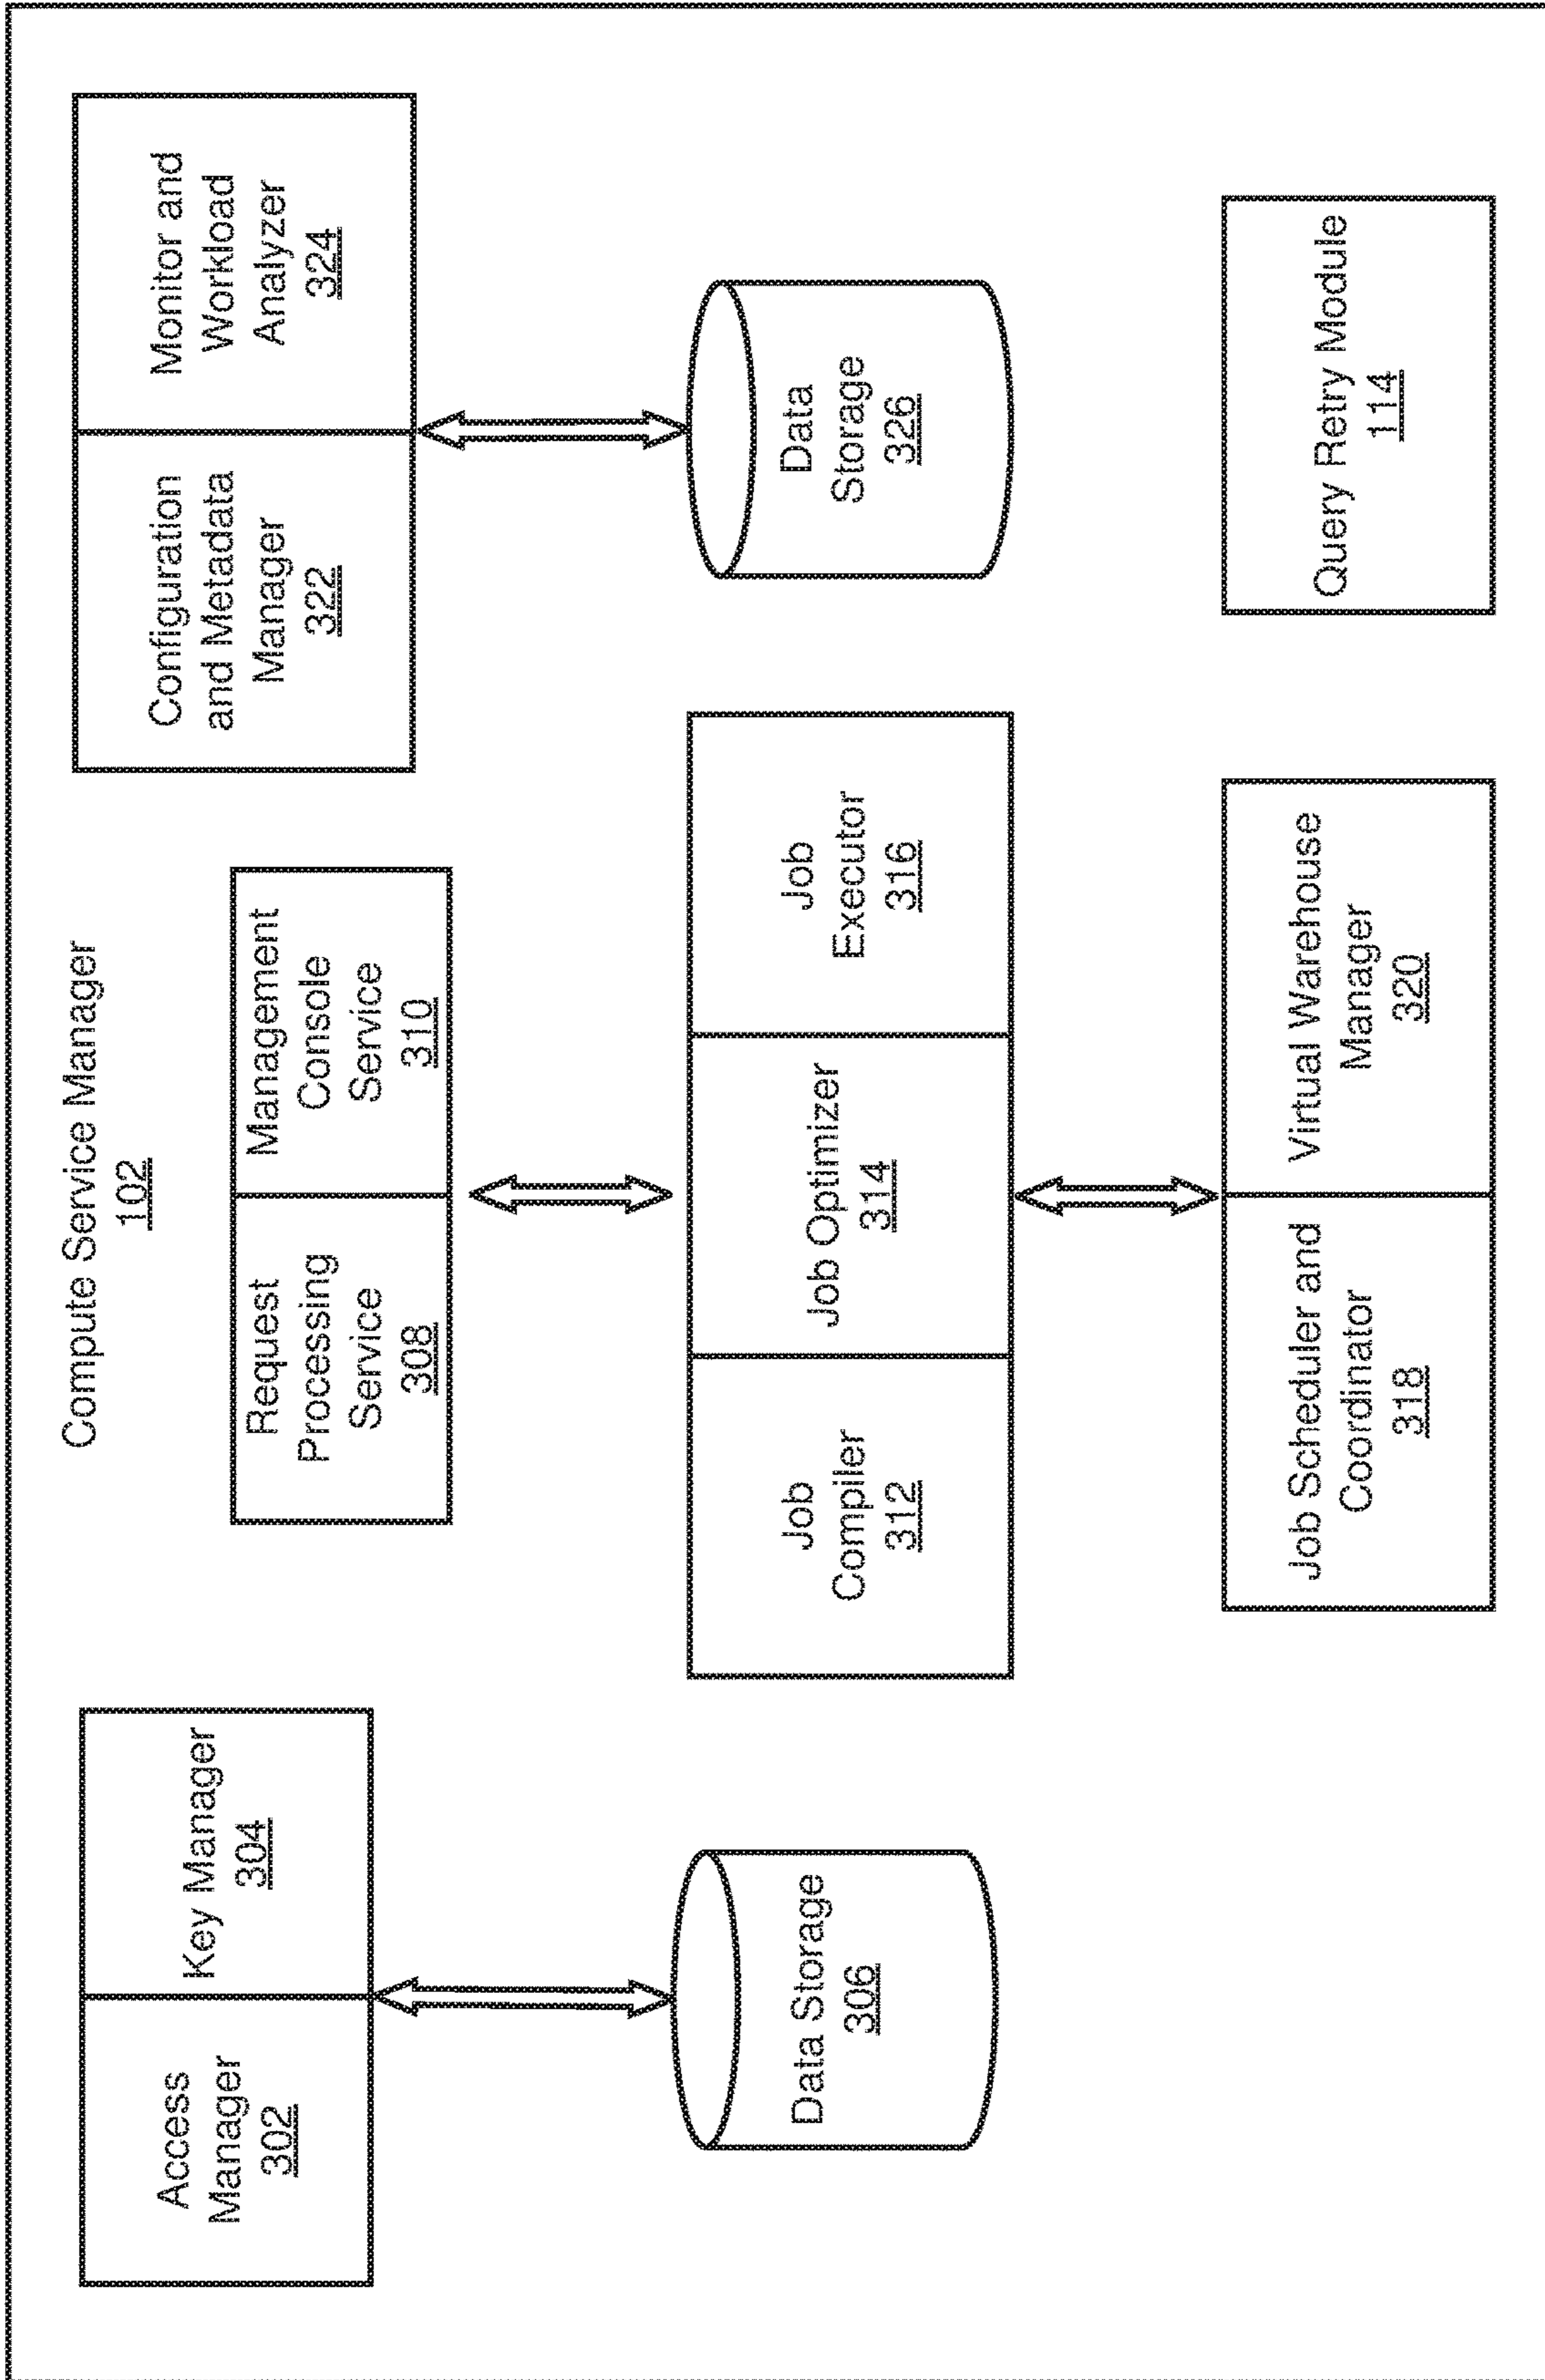 Compute Service Manager
102
Access
Manager
302
Key Manager
304
Request
Processing
Service
308
Management
Console
Service
310
Configuration
and Metadata
Manager
322
Monitor and
Workload
Analyzer
324
Data Storage
306
Job
Compiler
312
Job Optimizer
314
Job
Executor
316
Data
Storage
326
Job Scheduler and
Coordinator
318
Virtual Warehouse
Manager
320
Query Retry Module
114